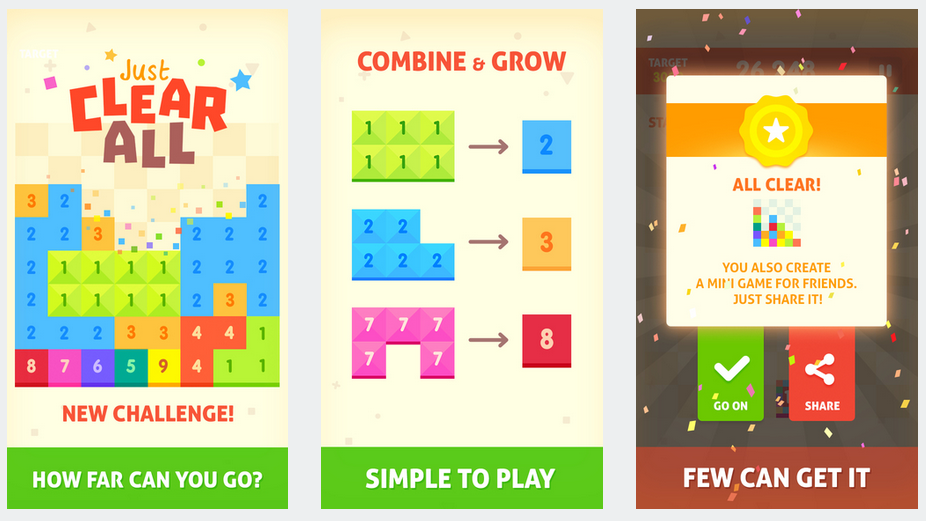 Just
CLEAR
ALL
3 2 2
2 2 3 2 2 2
2 1 1 1 1 2 2 2
2 1 1 1 1 2 3 2
2 2 2 3 3 4 4 1
8 7 6 5 9 4 1 1
NEW CHALLENGE!
HOW FAR CAN YOU GO?
COMBINE & GROW
1 1 1
1 1 1
2
2 2
2 2 2
3
7 7 7
7 7
8
SIMPLE TO PLAY
TARGET
ALL CLEAR!
YOU ALSO CREATE
A MINI GAME FOR FRIENDS.
JUST SHARE IT!
GO ON
SHARE
FEW CAN GET IT